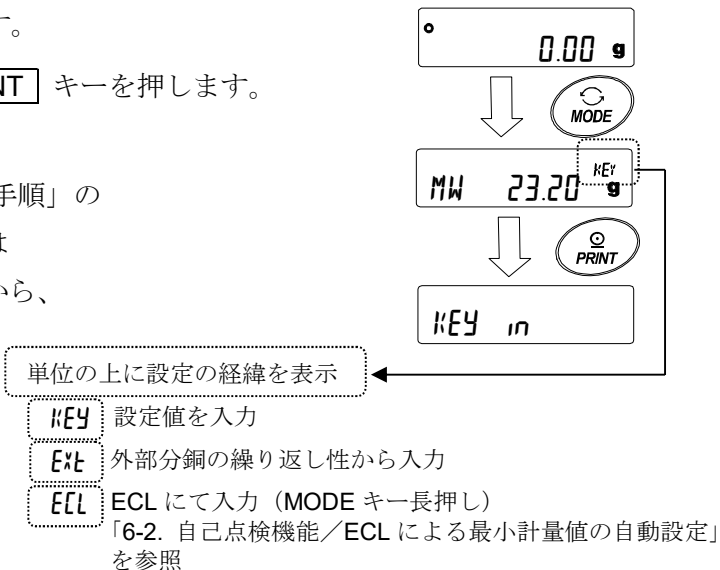 す。
0.00 g
NT キーを押します。
MODE
手順」の
MW 23.20 g
KEY
は
PRINT
から、
KEY in
単位の上に設定の経緯を表示
KEY 設定値を入力
Ext 外部分銅の繰り返し性から入力
ECL ECL にて入力（MODE キー長押し）
「6-2. 自己点検機能／ECL による最小計量値の自動設定」
を参照